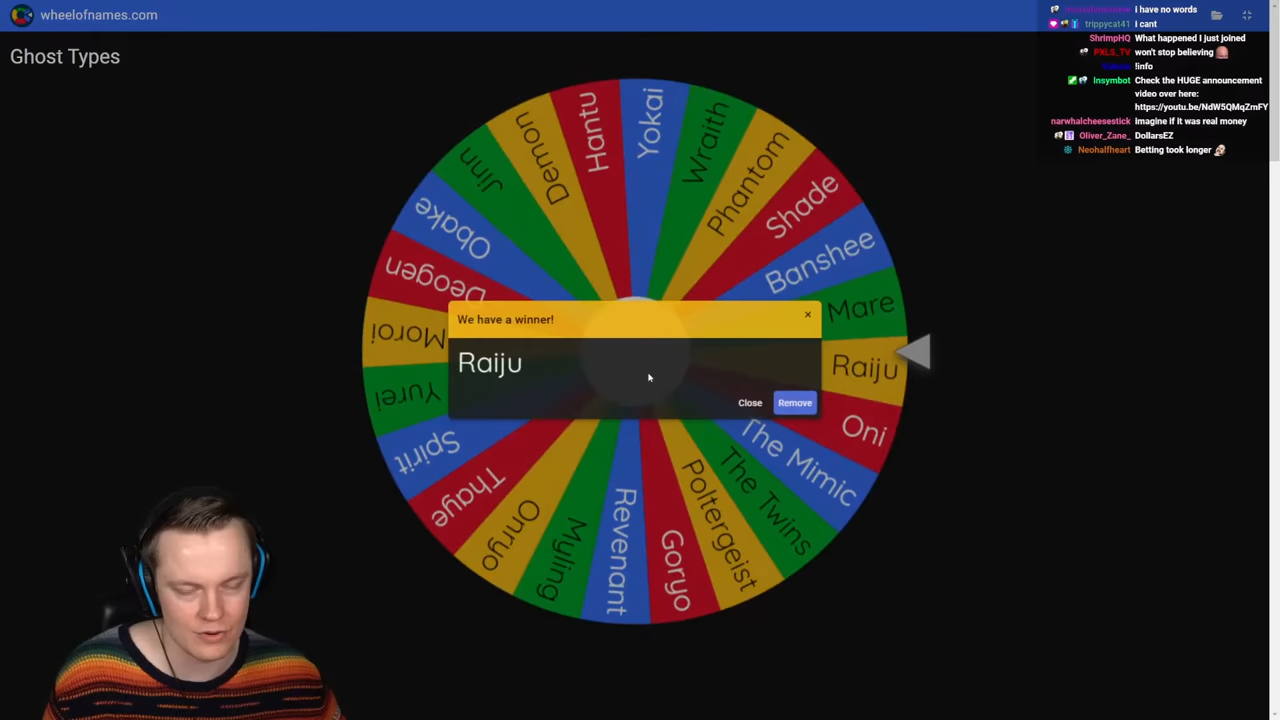 wheelofnames.com
Ghost Types
i have no words
trippycat41 I cant
ShrimpHQ What happened I just joined
PXLS_TV won't stop believing
!info
Insymbot Check the HUGE announcement
video over here:
https://youtu.be/NdW5QMqZmFY
narwhalcheesestick imagine if it was real money
Oliver_Zane_ DollarsEZ
Neohalfheart Betting took longer
Yokai
Wraith
Phantom
Shade
Banshee
Mare
Raiju
Oni
The Mimic
The Twins
Poltergeist
Goryo
Revenant
Myling
Onryo
Thaye
Spirit
Yurei
Moroi
Deogen
Obake
Jinn
Demon
Hantu
We have a winner!
×
Raiju
Close
Remove